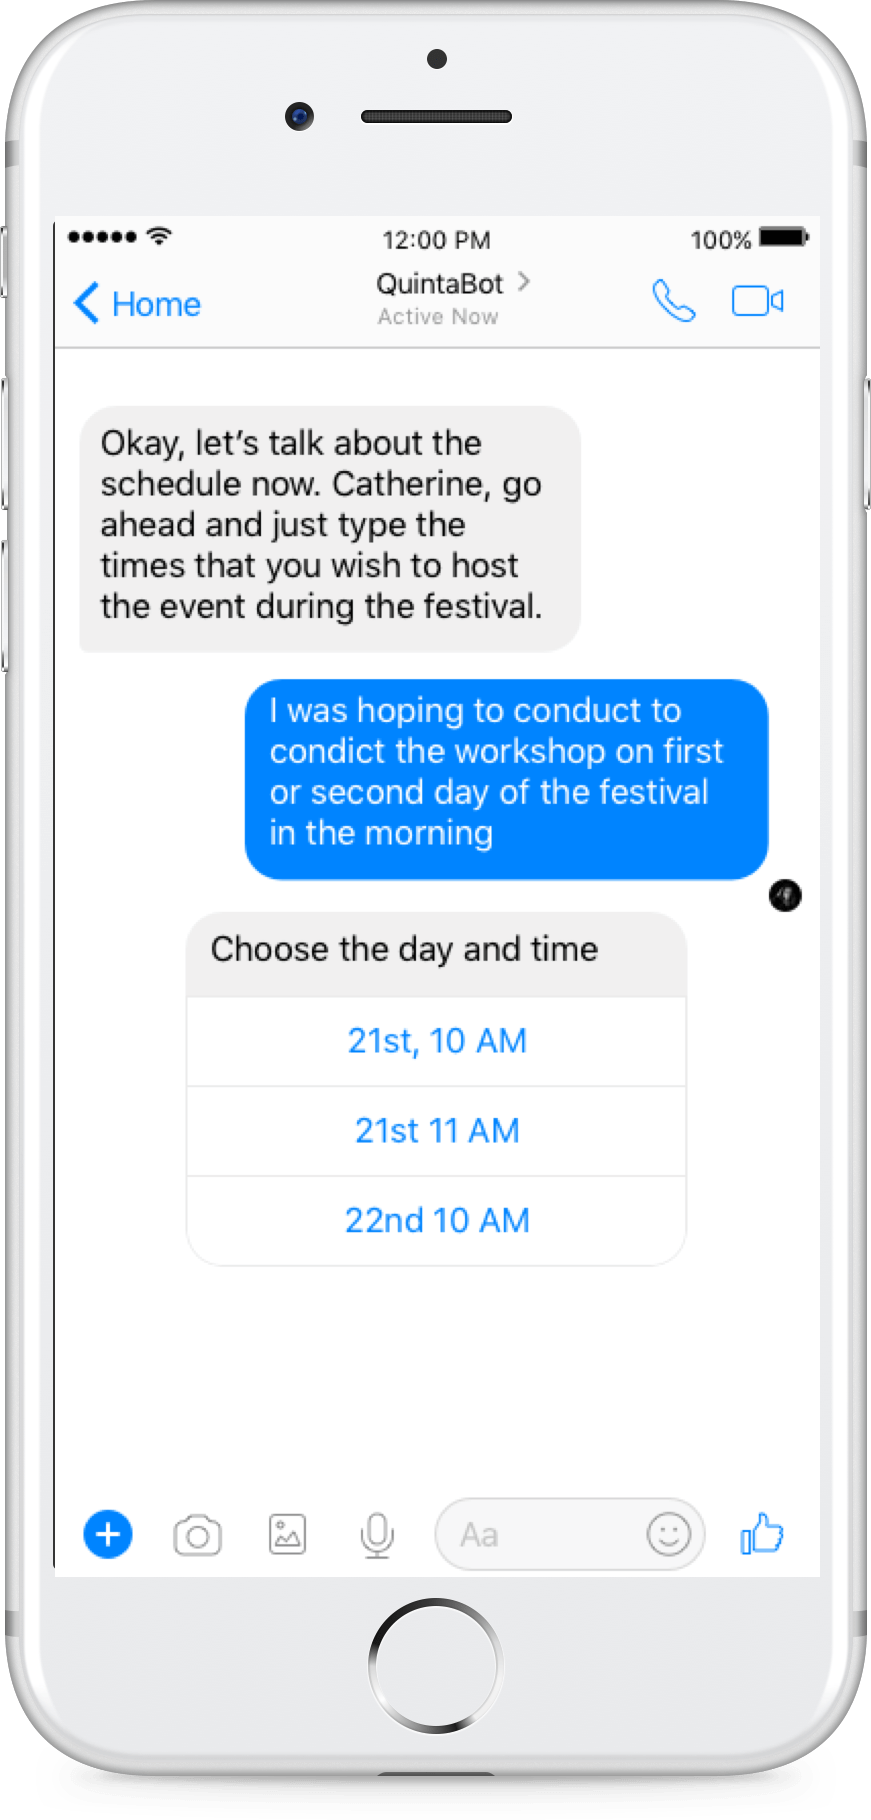 12:00 PM
100%
Home
QuintaBot
Active Now
Okay, let’s talk about the
schedule now. Catherine, go
ahead and just type the
times that you wish to host
the event during the festival.
I was hoping to conduct to
condict the workshop on first
or second day of the festival
in the morning
Choose the day and time
21st, 10 AM
21st 11 AM
22nd 10 AM
Aa